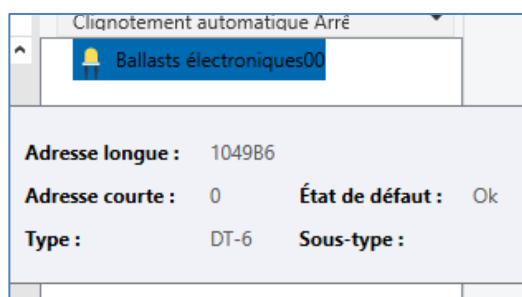 Clignotement automatique Arrê
Ballasts électroniques00
Adresse longue : 1049B6
Adresse courte : 0 État de défaut : Ok
Type : DT-6 Sous-type :